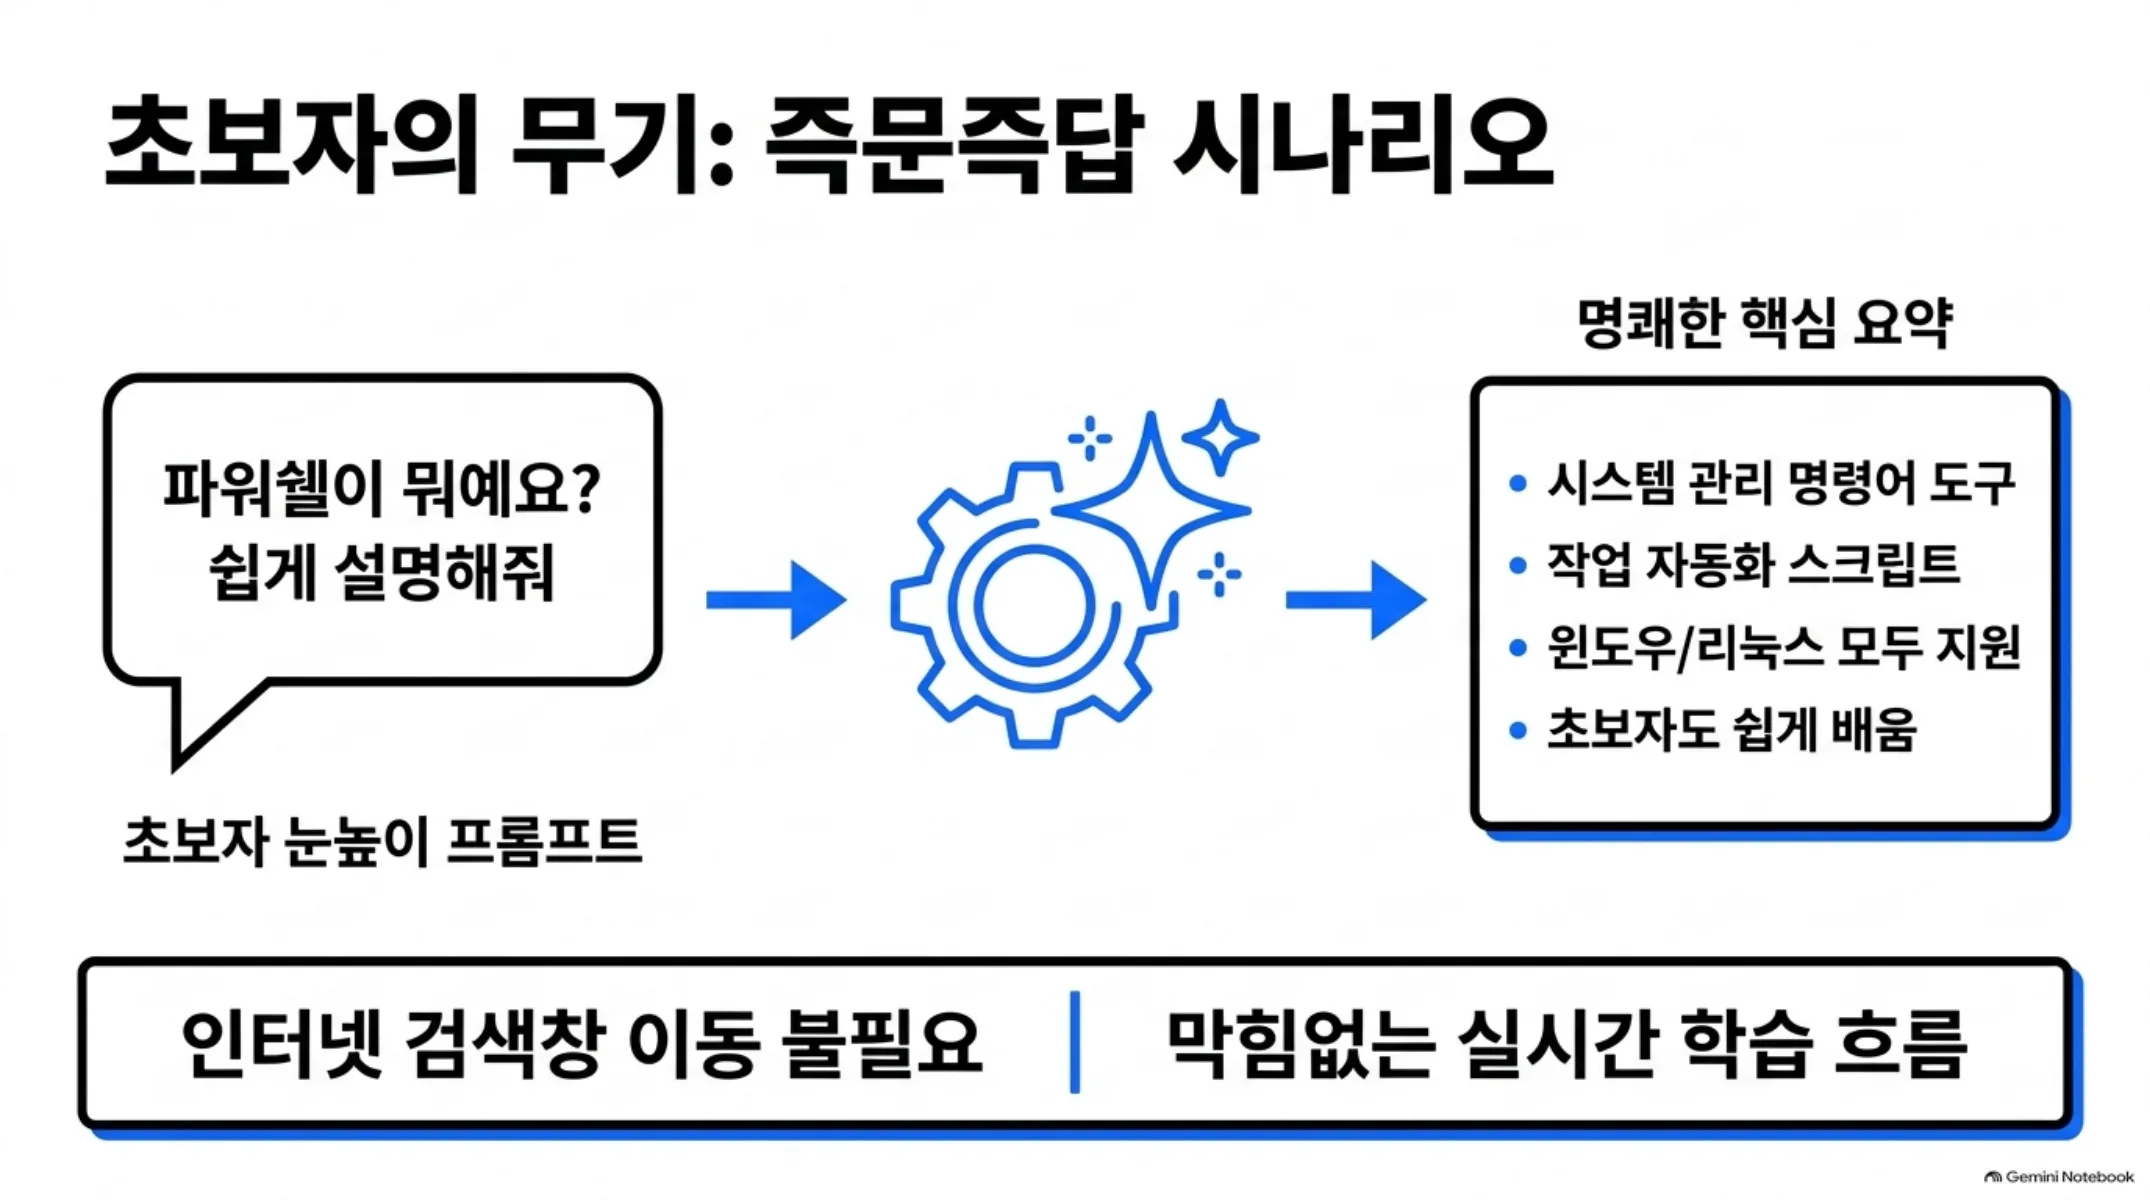 초보자의 무기: 즉문즉답 시나리오
파워쉘이 뭐예요?
쉽게 설명해줘
초보자 눈높이 프롬프트
명쾌한 핵심 요약
• 시스템 관리 명령어 도구
• 작업 자동화 스크립트
• 윈도우/리눅스 모두 지원
• 초보자도 쉽게 배움
인터넷 검색창 이동 불필요 | 막힘없는 실시간 학습 흐름
Gemini Notebook